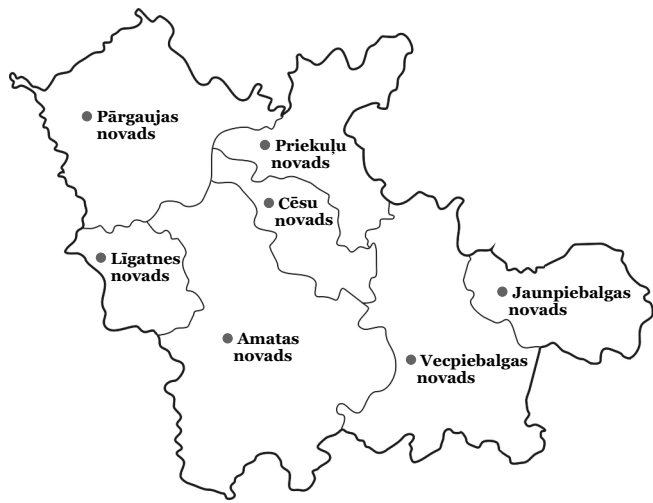 Pārgaujas
novads
Priekuļu
novads
Cēsu
novads
Līgatnes
novads
Jaunpiebalgas
novads
Amatas
novads
Vecpiebalgas
novads